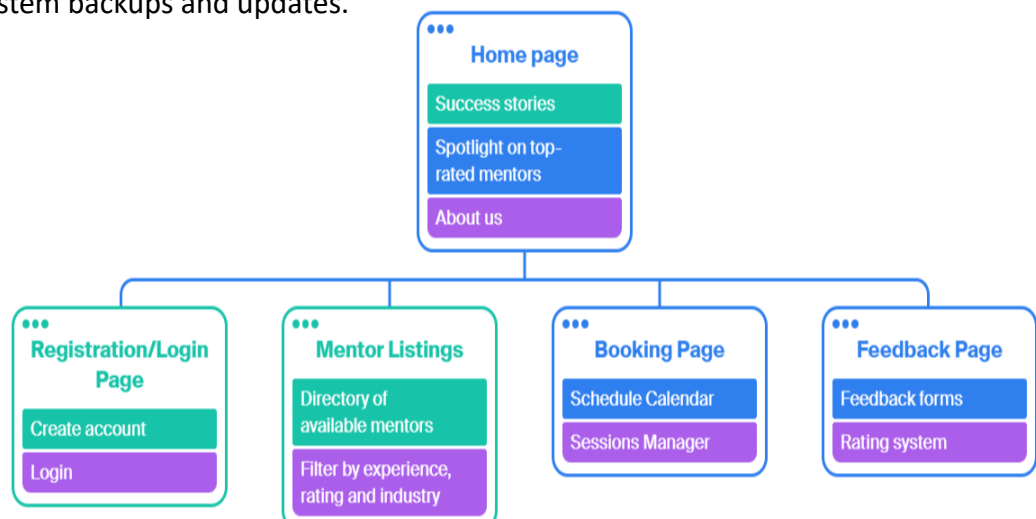 stem backups and updates.
Home page
Success stories
Spotlight on top-
rated mentors
About us
Registration/Login
Page
Create account
Login
Mentor Listings
Directory of
available mentors
Filter by experience,
rating and industry
Booking Page
Schedule Calendar
Sessions Manager
Feedback Page
Feedback forms
Rating system